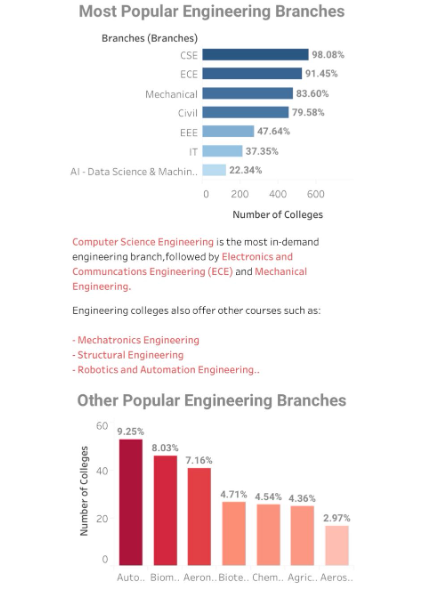 Most Popular Engineering Branches
Branches (Branches)
CSE 98.08%
ECE 91.45%
Mechanical 83.60%
Civil 79.58%
EEE 47.64%
IT 37.35%
AI - Data Science & Machin.. 22.34%
0 200 400 600
Number of Colleges
Computer Science Engineering is the most in-demand
engineering branch,followed by Electronics and
Communcations Engineering (ECE) and Mechanical
Engineering.
Engineering colleges also offer other courses such as:
- Mechatronics Engineering
- Structural Engineering
- Robotics and Automation Engineering..
Other Popular Engineering Branches
Number of Colleges
60
40
20
0
9.25% 8.03% 7.16% 4.71% 4.54% 4.36% 2.97%
Auto.. Biom.. Aeron.. Biote.. Chem.. Agric.. Aeros..